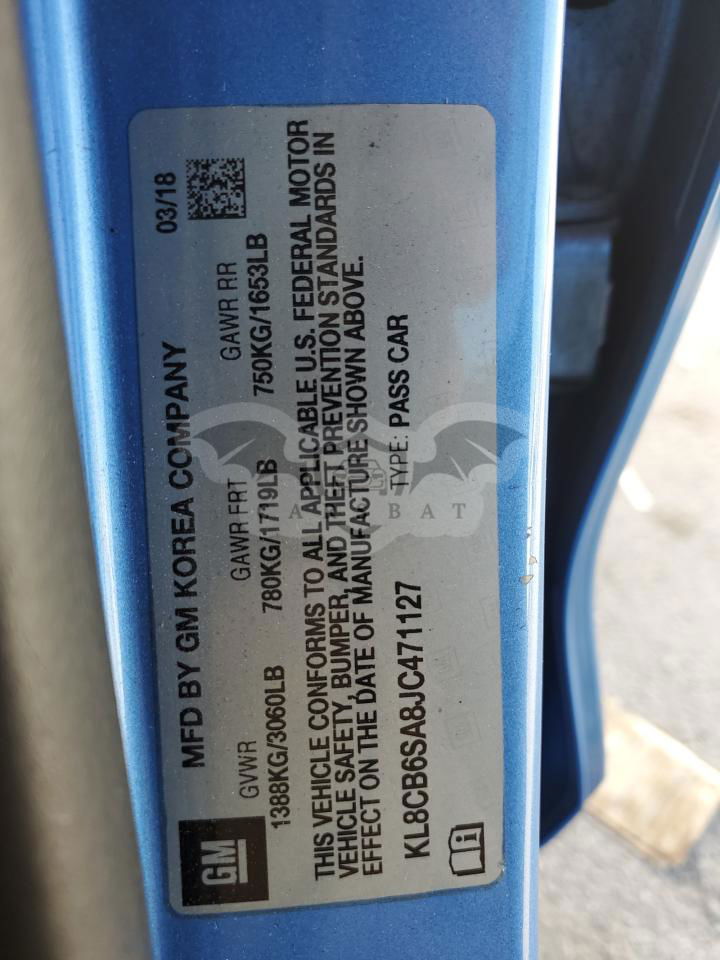 MFD BY GM KOREA COMPANY 03/18
GVWR GAWR FRT GAWR RR
1388KG/3060LB 780KG/1719LB 750KG/1653LB
THIS VEHICLE CONFORMS TO ALL APPLICABLE U.S. FEDERAL MOTOR
VEHICLE SAFETY, BUMPER, AND THEFT PREVENTION STANDARDS IN
EFFECT ON THE DATE OF MANUFACTURE SHOWN ABOVE.
KL8CB6SA8JC471127 TYPE: PASS CAR
GM
BAT